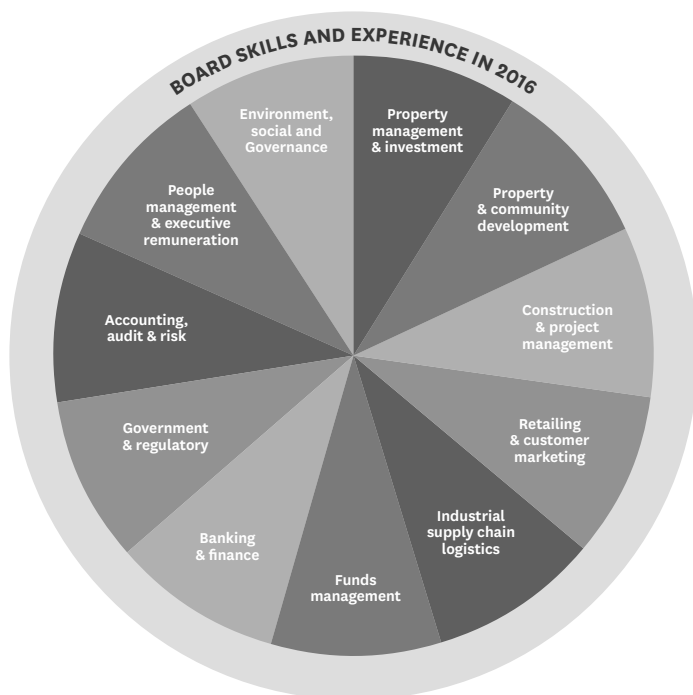 BOARD SKILLS AND EXPERIENCE IN 2016
Environment,
social and
Governance
Property
management
& investment
Property
& community
development
Construction
& project
management
Retailing
& customer
marketing
Industrial
supply chain
logistics
Funds
management
Banking
& finance
Government
& regulatory
Accounting,
audit & risk
People
management
& executive
remuneration